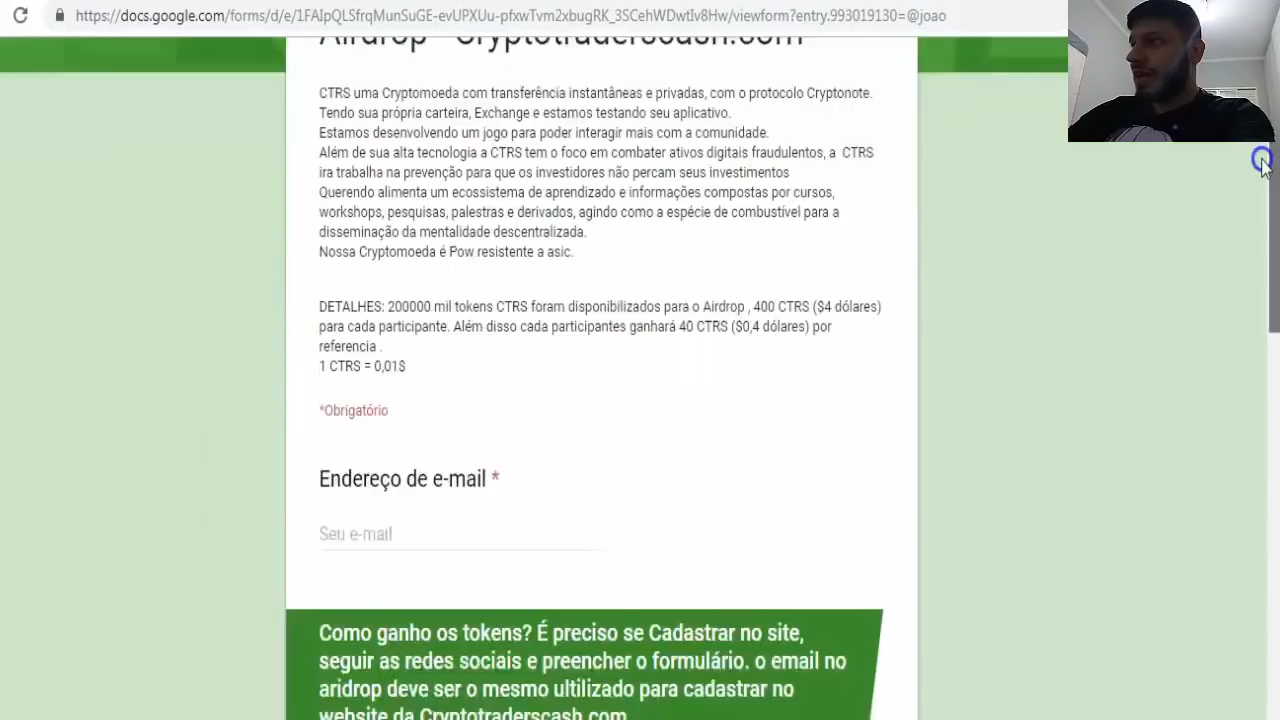 https://docs.google.com/forms/d/e/1FAIpQLSfrqMunSuGE-evUPXUu-pfxwTvm2xbugRK_3SCehWDwtIv8Hw/viewform?entry.993019130=@joao
Airdrop - Cryptotraderscash.com
CTRS uma Cryptomoeda com transferência instantâneas e privadas, com o protocolo Cryptonote.
Tendo sua própria carteira, Exchange e estamos testando seu aplicativo.
Estamos desenvolvendo um jogo para poder interagir mais com a comunidade.
Além de sua alta tecnologia a CTRS tem o foco em combater ativos digitais fraudulentos, a CTRS
ira trabalha na prevenção para que os investidores não percam seus investimentos
Querendo alimenta um ecossistema de aprendizado e informações compostas por cursos,
workshops, pesquisas, palestras e derivados, agindo como a espécie de combustível para a
disseminação da mentalidade descentralizada.
Nossa Cryptomoeda é Pow resistente a asic.
DETALHES: 200000 mil tokens CTRS foram disponibilizados para o Airdrop , 400 CTRS ($4 dólares)
para cada participante. Além disso cada participantes ganhará 40 CTRS ($0,4 dólares) por
referencia .
1 CTRS = 0,01$
*Obrigatório
Endereço de e-mail *
Seu e-mail
Como ganho os tokens? É preciso se Cadastrar no site,
seguir as redes sociais e preencher o formulário. o email no
aridrop deve ser o mesmo ultilizado para cadastrar no
website da Cryptotraderscash.com